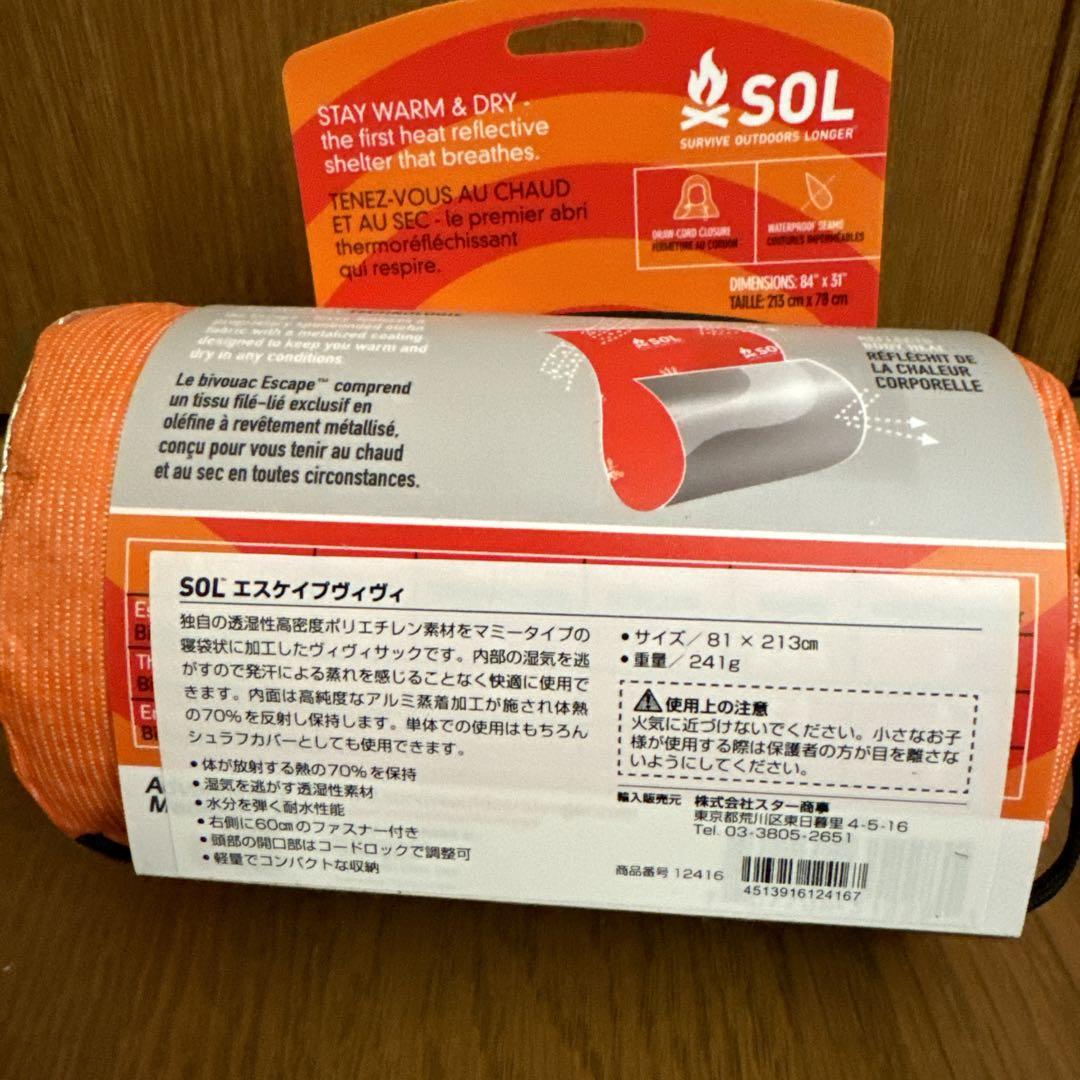 STAY WARM & DRY -
the first heat reflective
shelter that breathes.
TENEZ-VOUS AU CHAUD
ET AU SEC - le premier abri
thermoréfléchissant
qui respire.
SOL
SURVIVE OUTDOORS LONGER
DRAW-CORD CLOSURE
FERMETURE AU CORDON
WATERPROOF SEAMS
COUTURES IMPERMÉABLES
DIMENSIONS: 84" x 31"
TAILLE: 213 cm x 78 cm
TECHNOLOGIE
fabric with a metalized coating
designed to keep you warm and
dry in any conditions.
Le bivouac Escape™ comprend
un tissu filé-lié exclusif en
oléfine à revêtement métallisé,
conçu pour vous tenir au chaud
et au sec en toutes circonstances.
SOL
SO
BODY HEAT
RÉFLÉCHIT DE
LA CHALEUR
CORPORELLE
SOL™ エスケイプヴィヴィ
独自の透湿性高密度ポリエチレン素材をマミータイプの
寝袋状に加工したヴィヴィサックです。内部の湿気を逃
がすので発汗による蒸れを感じることなく快適に使用で
きます。内面は高純度なアルミ蒸着加工が施され体熱
の70%を反射し保持します。単体での使用はもちろん
シュラフカバーとしても使用できます。
• 体が放射する熱の70%を保持
• 湿気を逃がす透湿性素材
• 水分を弾く耐水性能
• 右側に60cmのファスナー付き
• 頭部の開口部はコードロックで調整可
• 軽量でコンパクトな収納
• サイズ／81 × 213cm
• 重量／241g
使用上の注意
火気に近づけないでください。小さなお子
様が使用する際は保護者の方が目を離さな
いようにしてください。
輸入販売元 株式会社スター商事
東京都荒川区東日暮里 4-5-16
Tel. 03-3805-2651
商品番号 12416
4513916124167